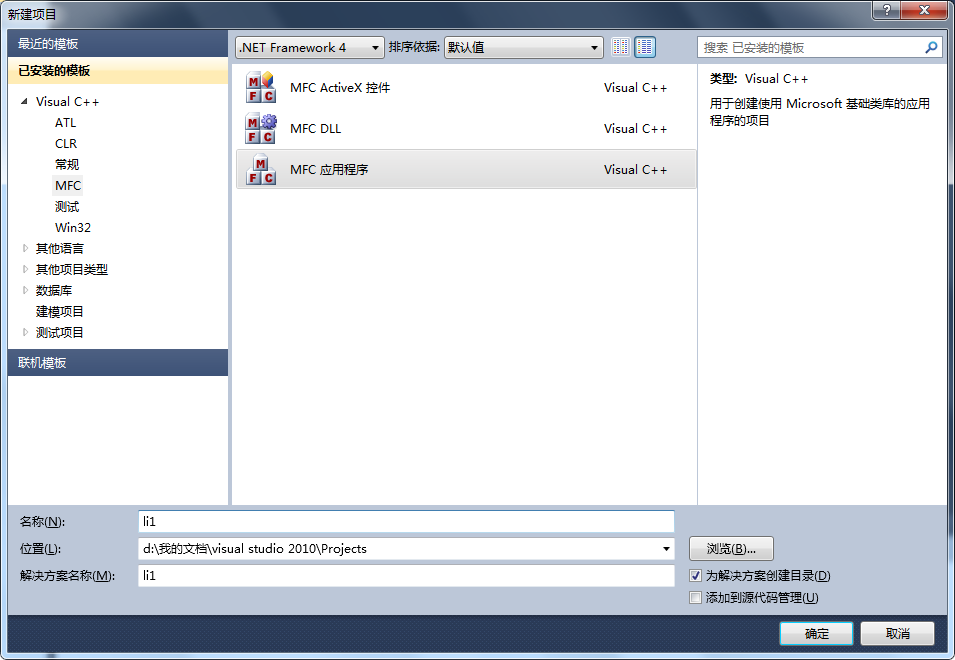 新建项目
最近的模板
已安装的模板
Visual C++
ATL
CLR
常规
MFC
测试
Win32
其他语言
其他项目类型
数据库
建模项目
测试项目
联机模板
.NET Framework 4 排序依据: 默认值
MFC ActiveX 控件 Visual C++
MFC DLL Visual C++
MFC 应用程序 Visual C++
搜索 已安装的模板
类型: Visual C++
用于创建使用 Microsoft 基础类库的应用
程序的项目
名称(N): li1
位置(L): d:\我的文档\visual studio 2010\Projects 浏览(B)...
解决方案名称(M): li1 为解决方案创建目录(D)
添加到源代码管理(U)
确定 取消